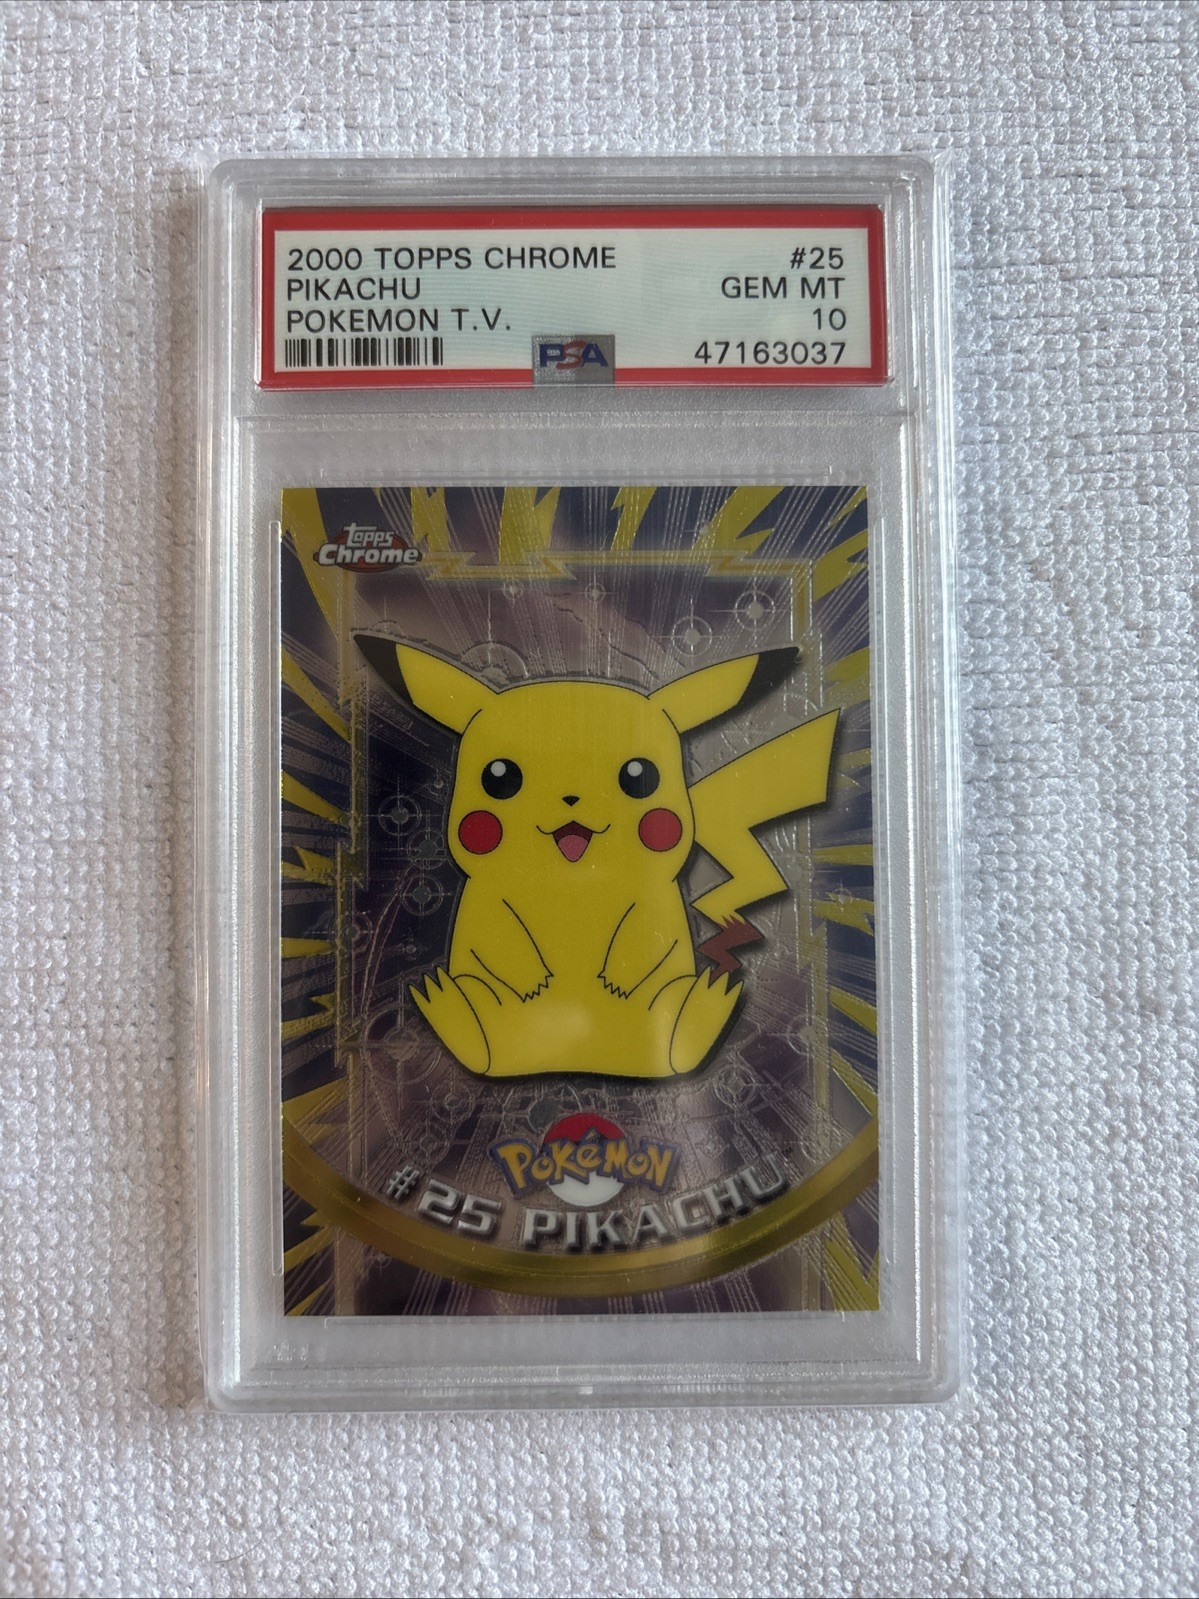 2000 TOPPS CHROME #25
PIKACHU GEM MT
POKEMON T.V. 10
PSA 47163037
topps
Chrome
POKéMON
#25 PIKACHU